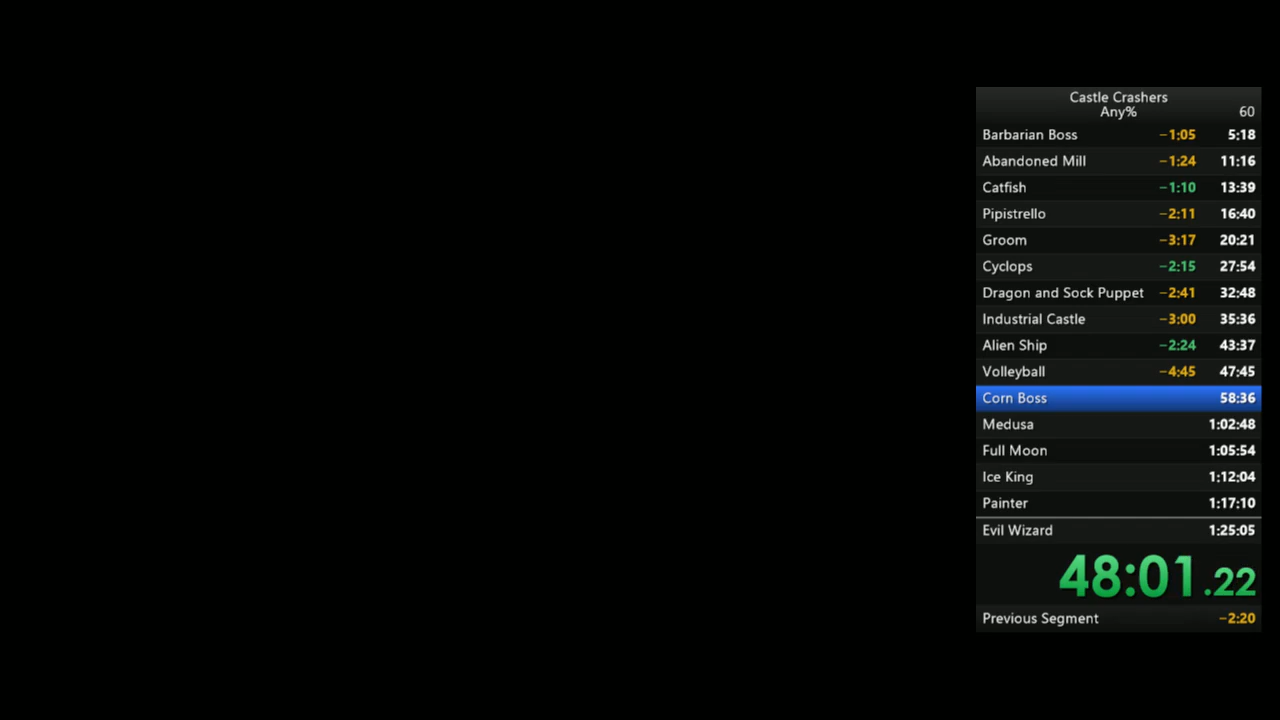 Castle Crashers
Any% 60
Barbarian Boss −1:05 5:18
Abandoned Mill −1:24 11:16
Catfish −1:10 13:39
Pipistrello −2:11 16:40
Groom −3:17 20:21
Cyclops −2:15 27:54
Dragon and Sock Puppet −2:41 32:48
Industrial Castle −3:00 35:36
Alien Ship −2:24 43:37
Volleyball −4:45 47:45
Corn Boss 58:36
Medusa 1:02:48
Full Moon 1:05:54
Ice King 1:12:04
Painter 1:17:10
Evil Wizard 1:25:05
48:01.22
Previous Segment −2:20